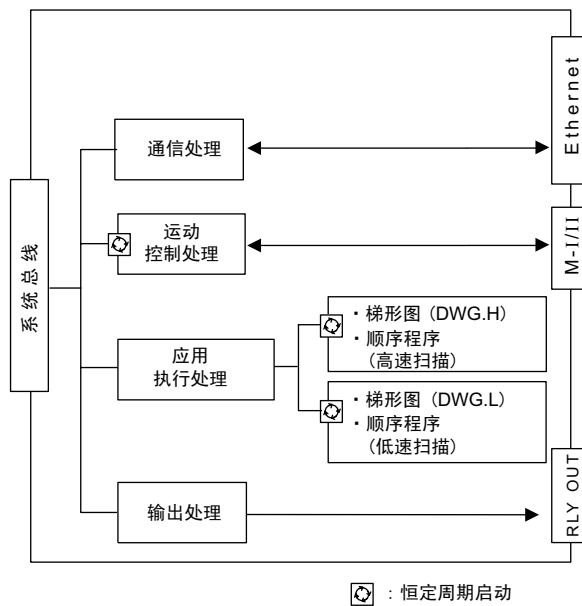 Ethernet
通信处理
M-I/II
运动
控制处理
系统总线
・梯形图 (DWG.H)
・顺序程序
(高速扫描)
应用
执行处理
・梯形图 (DWG.L)
・顺序程序
(低速扫描)
RLY OUT
输出处理
：恒定周期启动